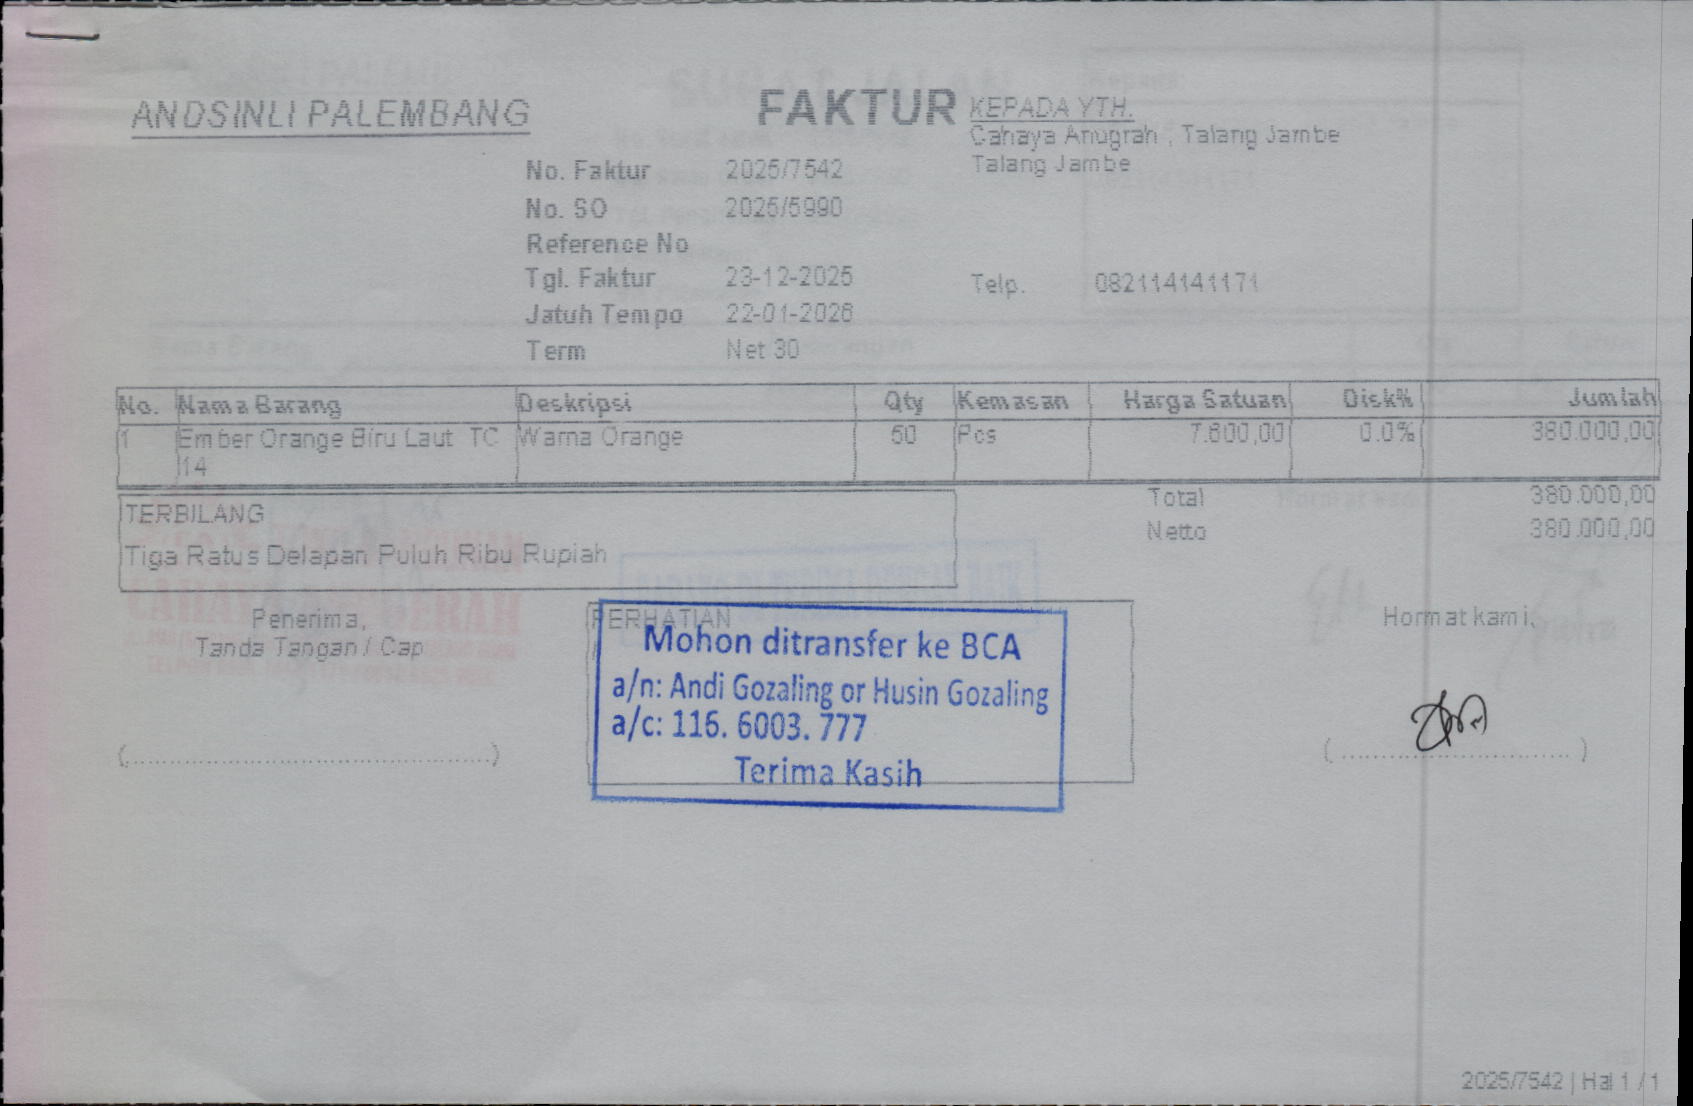 ANDSINLI PALEMBANG
FAKTUR
KEPADA YTH.
Cahaya Anugrah , Talang Jambe
Talang Jambe
No. Faktur 2025/7542
No. SO 2025/5990
Reference No
Tgl. Faktur 23-12-2025
Telp. 082114141171
Jatuh Tempo 22-01-2026
Term Net 30
No. Nama Barang Deskripsi Qty Kemasan Harga Satuan Disk% Jumlah
1 Ember Orange Biru Laut TC Warna Orange 50 Pcs 7.600,00 0.0% 380.000,00
14
Total 380.000,00
Netto 380.000,00
TERBILANG
Tiga Ratus Delapan Puluh Ribu Rupiah
Penerima,
Tanda Tangan / Cap
(..............................................)
PERHATIAN
Mohon ditransfer ke BCA
a/n: Andi Gozaling or Husin Gozaling
a/c: 116. 6003. 777
Terima Kasih
Hormat kami,
( ............................. )
2025/7542 | Hal 1 / 1